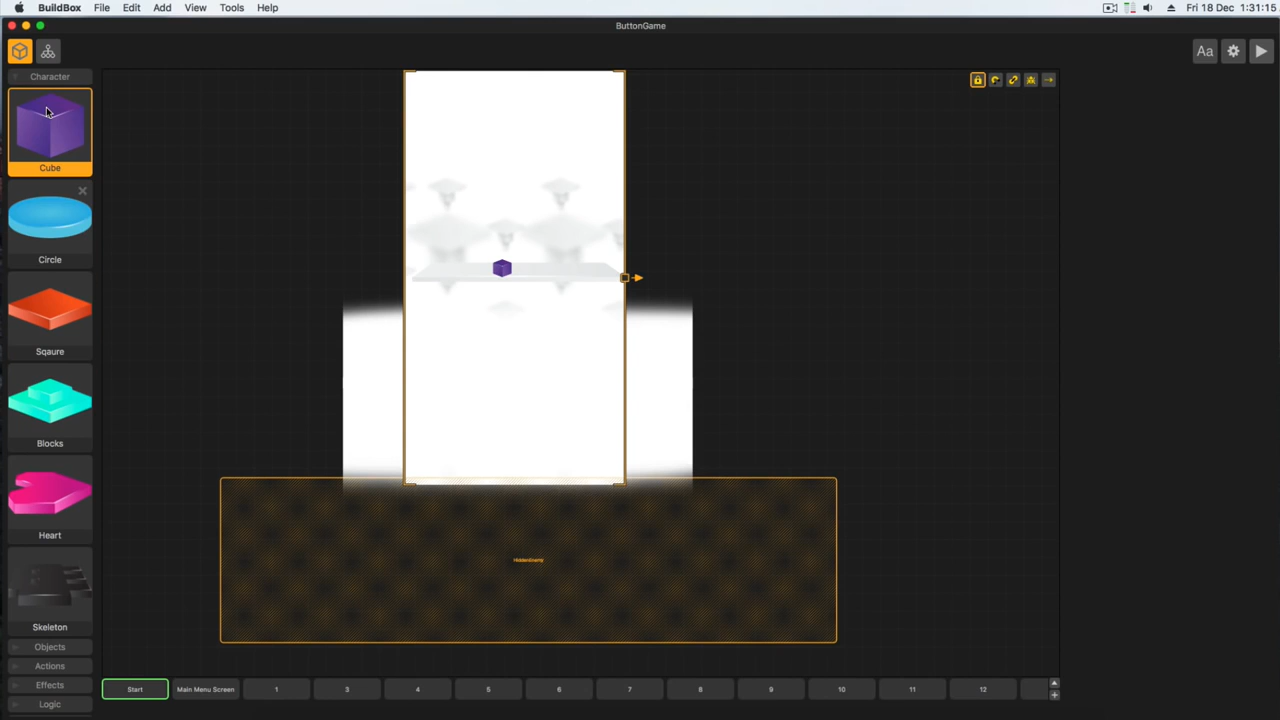 BuildBox File Edit View Tools Help
Add
Fri 18 Dec 1:31:15
ButtonGame
Aa
Character
Cube
Circle
Sqaure
Blocks
Heart
Skeleton
Objects
Actions
Effects
Logic
HiddenEnemy
Start Main Menu Screen 1 3 4 5 6 7 8 9 10 11 12